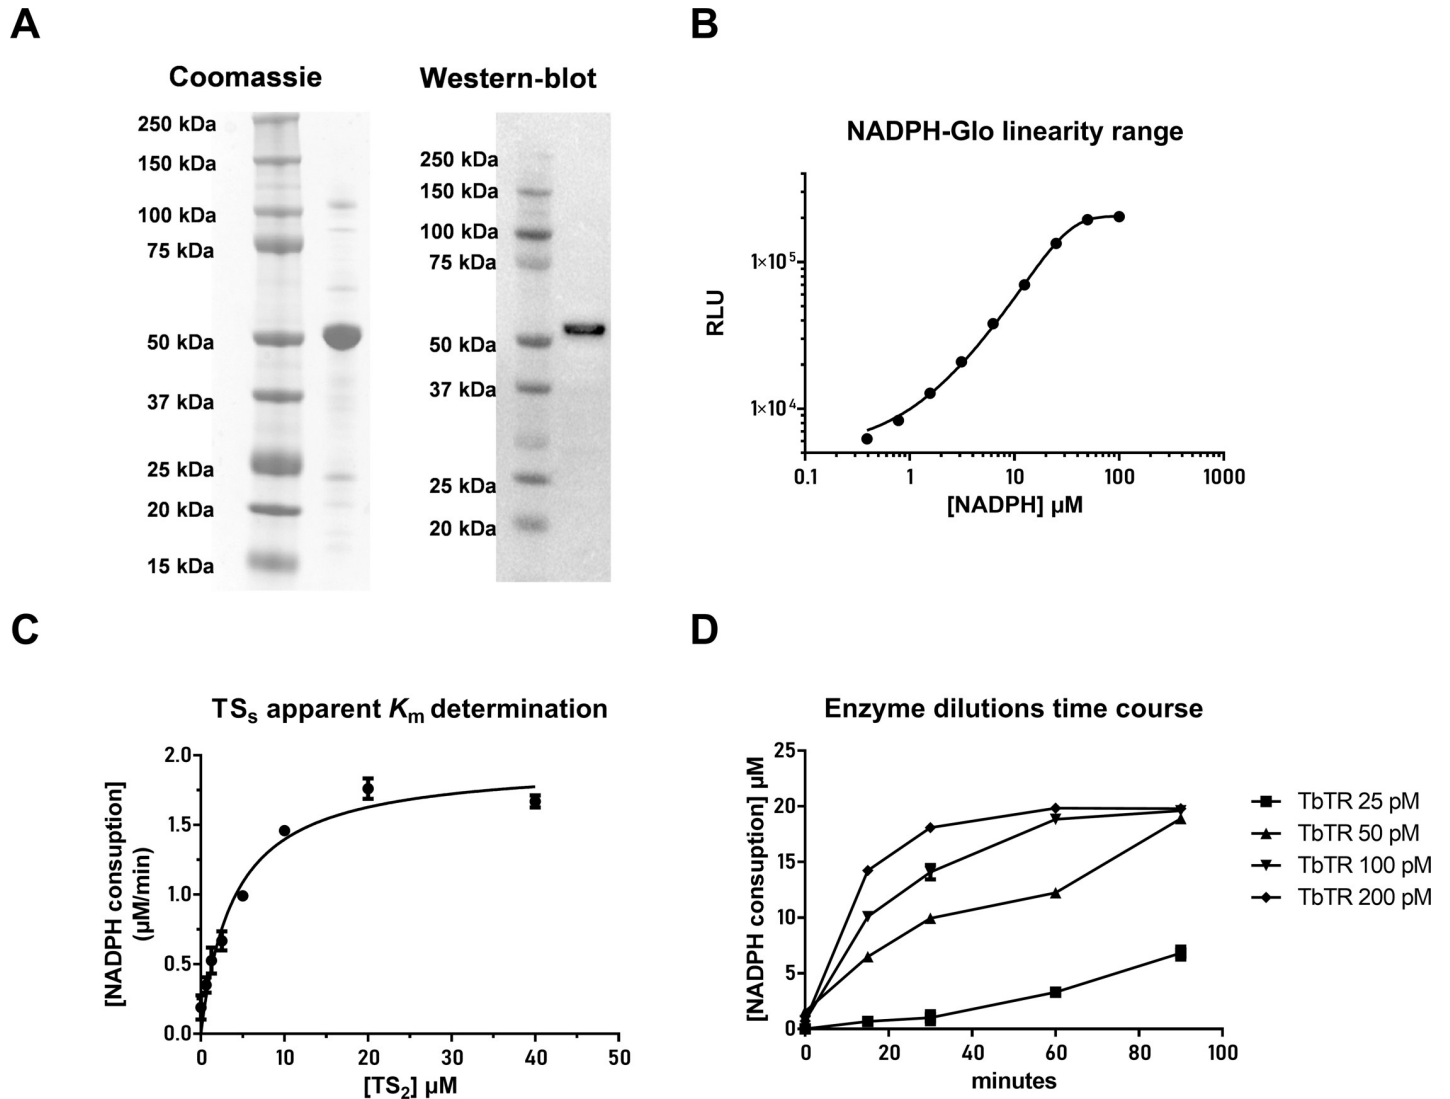 A
Coomassie
250 kDa
150 kDa
100 kDa
75 kDa
50 kDa
37 kDa
25 kDa
20 kDa
15 kDa
Western-blot
250 kDa
150 kDa
100 kDa
75 kDa
50 kDa
37 kDa
25 kDa
20 kDa
B
NADPH-Glo linearity range
RLU
1×10⁵
1×10⁴
0.1 1 10 100 1000
[NADPH] µM
C
TSₛ apparent Kₘ determination
[NADPH consuption]
(µM/min)
2.0
1.5
1.0
0.5
0.0
0 10 20 30 40 50
[TS₂] µM
D
Enzyme dilutions time course
[NADPH consuption] µM
25
20
15
10
5
0
0 20 40 60 80 100
minutes
TbTR 25 pM
TbTR 50 pM
TbTR 100 pM
TbTR 200 pM